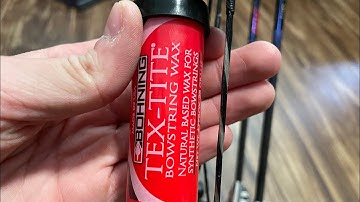 BOHNING
TEX-TITE®
BOWSTRING WAX
NATURAL BASED WAX FOR
SYNTHETIC BOWSTRINGS